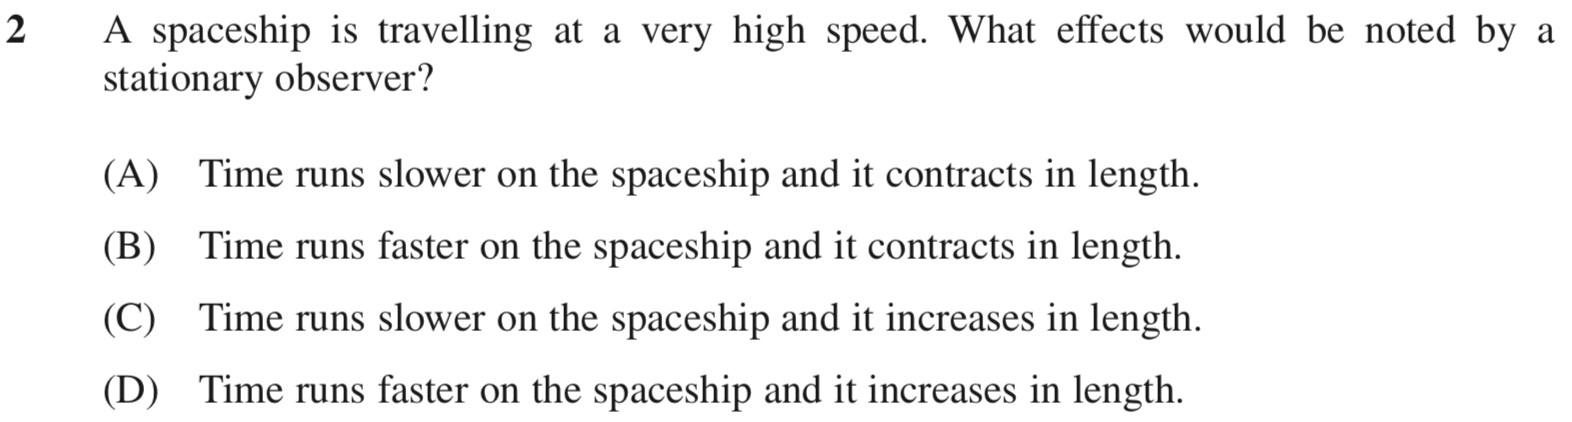 2 A spaceship is travelling at a very high speed. What effects would be noted by a
stationary observer?
(A) Time runs slower on the spaceship and it contracts in length.
(B) Time runs faster on the spaceship and it contracts in length.
(C) Time runs slower on the spaceship and it increases in length.
(D) Time runs faster on the spaceship and it increases in length.